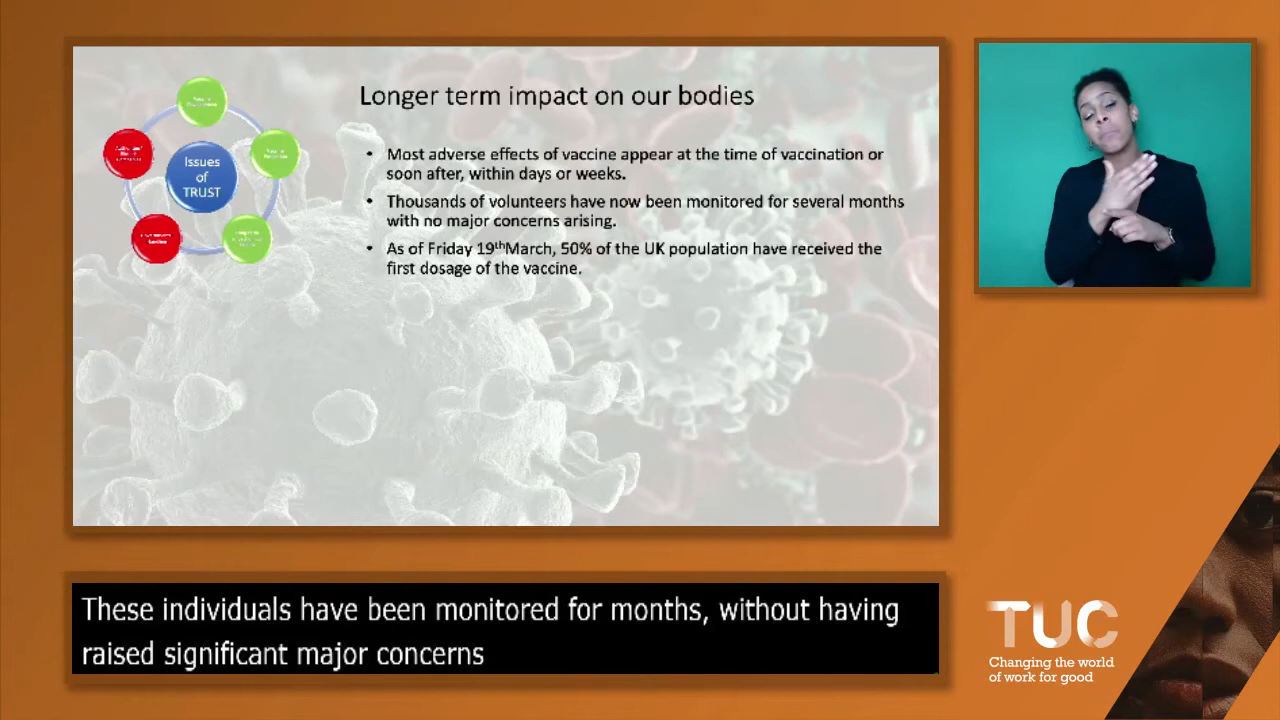 Longer term impact on our bodies
Issues
of
TRUST
• Most adverse effects of vaccine appear at the time of vaccination or
soon after, within days or weeks.
• Thousands of volunteers have now been monitored for several months
with no major concerns arising.
• As of Friday 19thMarch, 50% of the UK population have received the
first dosage of the vaccine.
These individuals have been monitored for months, without having
raised significant major concerns
TUC
Changing the world
of work for good